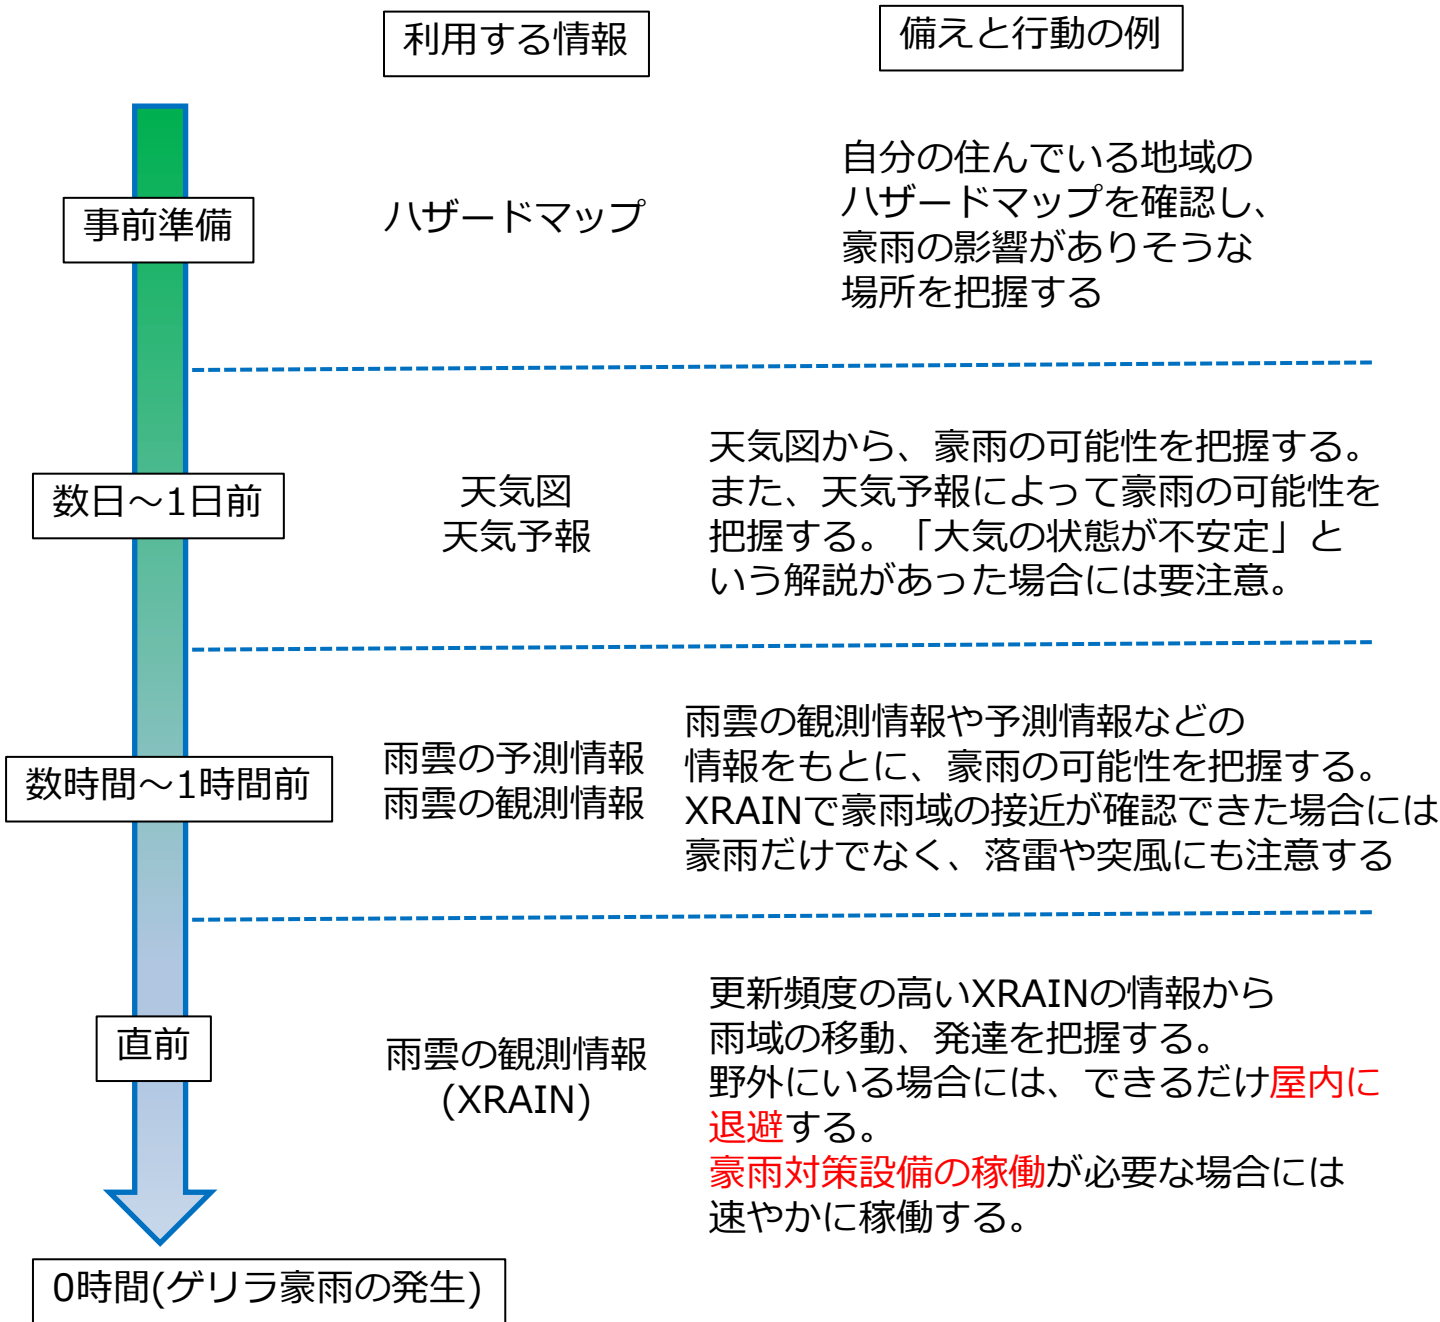 利用する情報
備えと行動の例
事前準備
ハザードマップ
自分の住んでいる地域の
ハザードマップを確認し、
豪雨の影響がありそうな
場所を把握する
数日～1日前
天気図
天気予報
天気図から、豪雨の可能性を把握する。
また、天気予報によって豪雨の可能性を
把握する。「大気の状態が不安定」と
いう解説があった場合には要注意。
数時間～1時間前
雨雲の予測情報
雨雲の観測情報
雨雲の観測情報や予測情報などの
情報をもとに、豪雨の可能性を把握する。
XRAINで豪雨域の接近が確認できた場合には
豪雨だけでなく、落雷や突風にも注意する
直前
雨雲の観測情報
(XRAIN)
更新頻度の高いXRAINの情報から
雨域の移動、発達を把握する。
野外にいる場合には、できるだけ屋内に
退避する。
豪雨対策設備の稼働が必要な場合には
速やかに稼働する。
0時間(ゲリラ豪雨の発生)